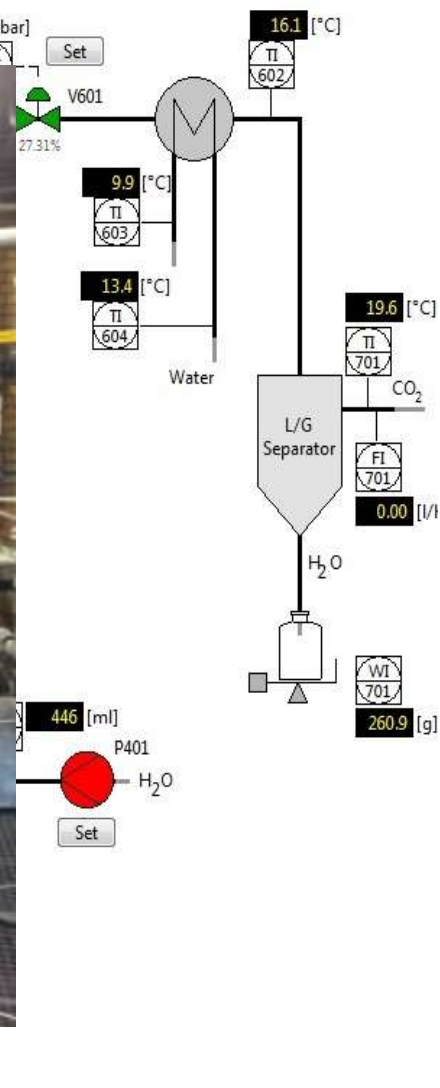 bar]
Set
V601
27.31%
16.1 [°C]
TI
602
9.9 [°C]
TI
603
13.4 [°C]
TI
604
Water
19.6 [°C]
TI
701
CO2
L/G
Separator
FI
701
0.00 [l/
H2O
WI
701
260.9 [g]
446 [ml]
P401
H2O
Set